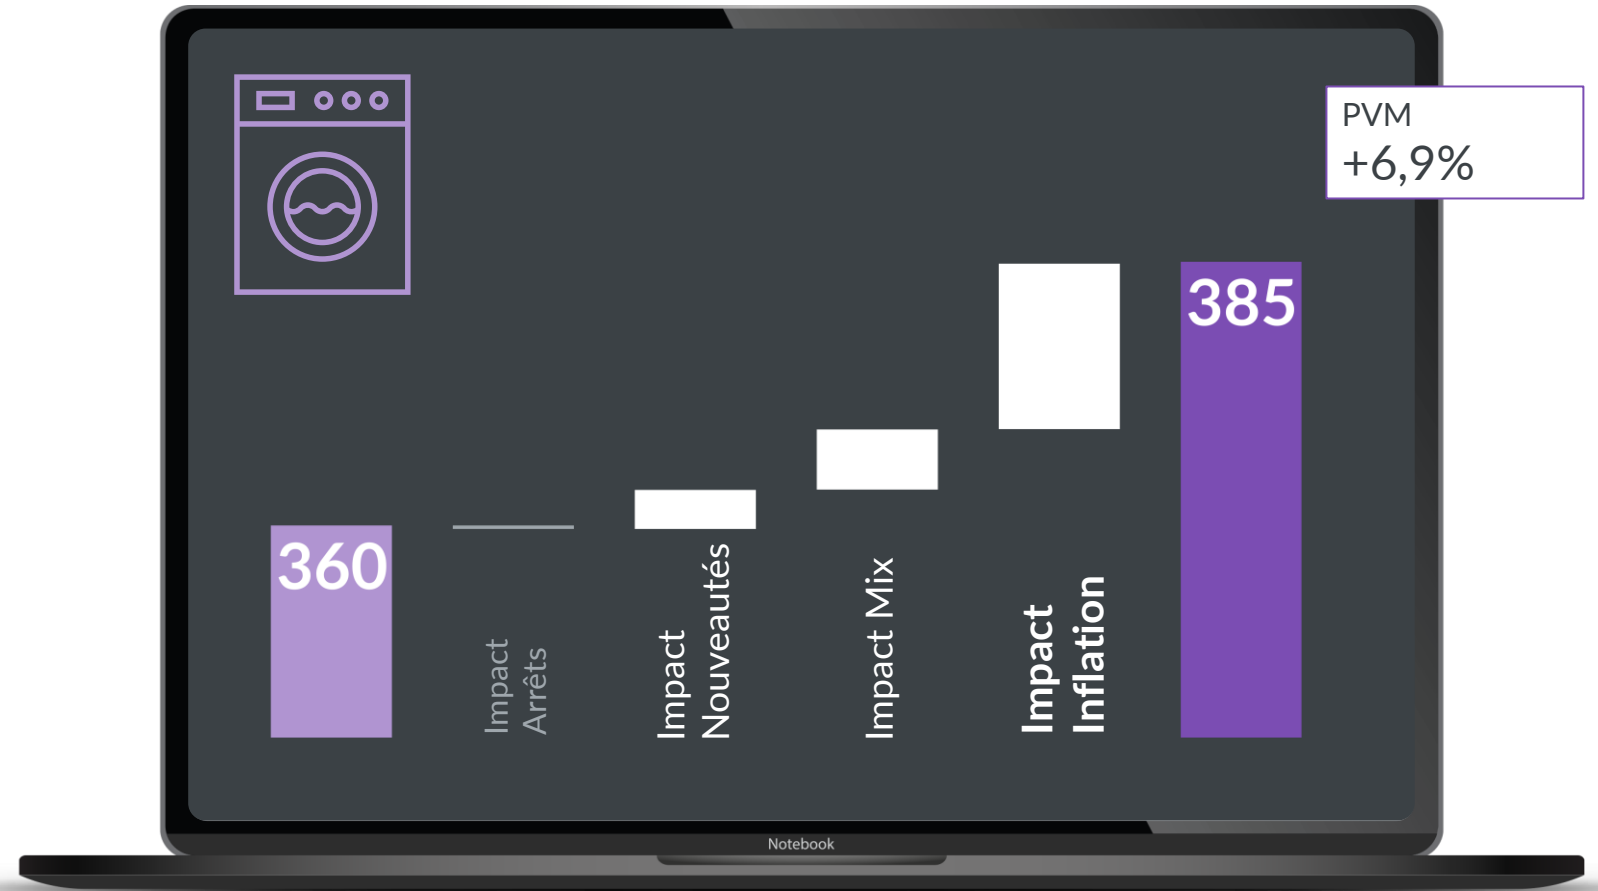 PVM
+6,9%
385
360
Impact
Arrêts
Impact
Nouveautés
Impact Mix
Impact
Inflation
Notebook